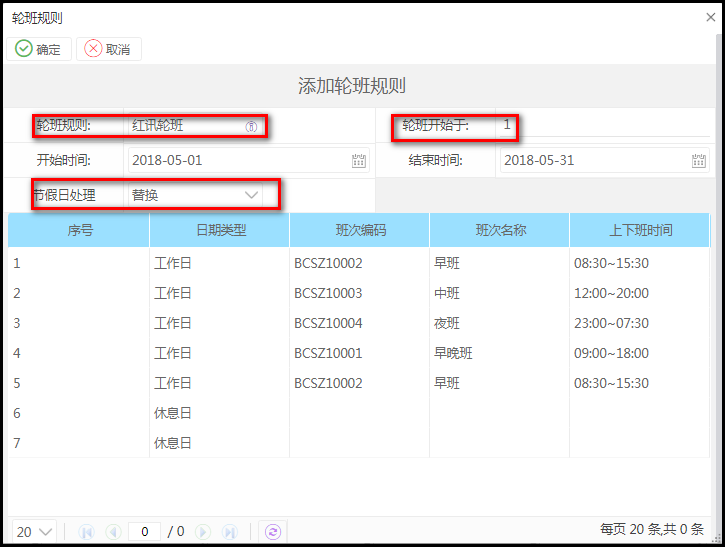 轮班规则
确定 取消
添加轮班规则
轮班规则: 红讯轮班 轮班开始于: 1
开始时间: 2018-05-01 结束时间: 2018-05-31
节假日处理 替换
序号 日期类型 班次编码 班次名称 上下班时间
1 工作日 BCSZ10002 早班 08:30~15:30
2 工作日 BCSZ10003 中班 12:00~20:00
3 工作日 BCSZ10004 夜班 23:00~07:30
4 工作日 BCSZ10001 早晚班 09:00~18:00
5 工作日 BCSZ10002 早班 08:30~15:30
6 休息日
7 休息日
20 0 / 0 每页 20 条,共 0 条